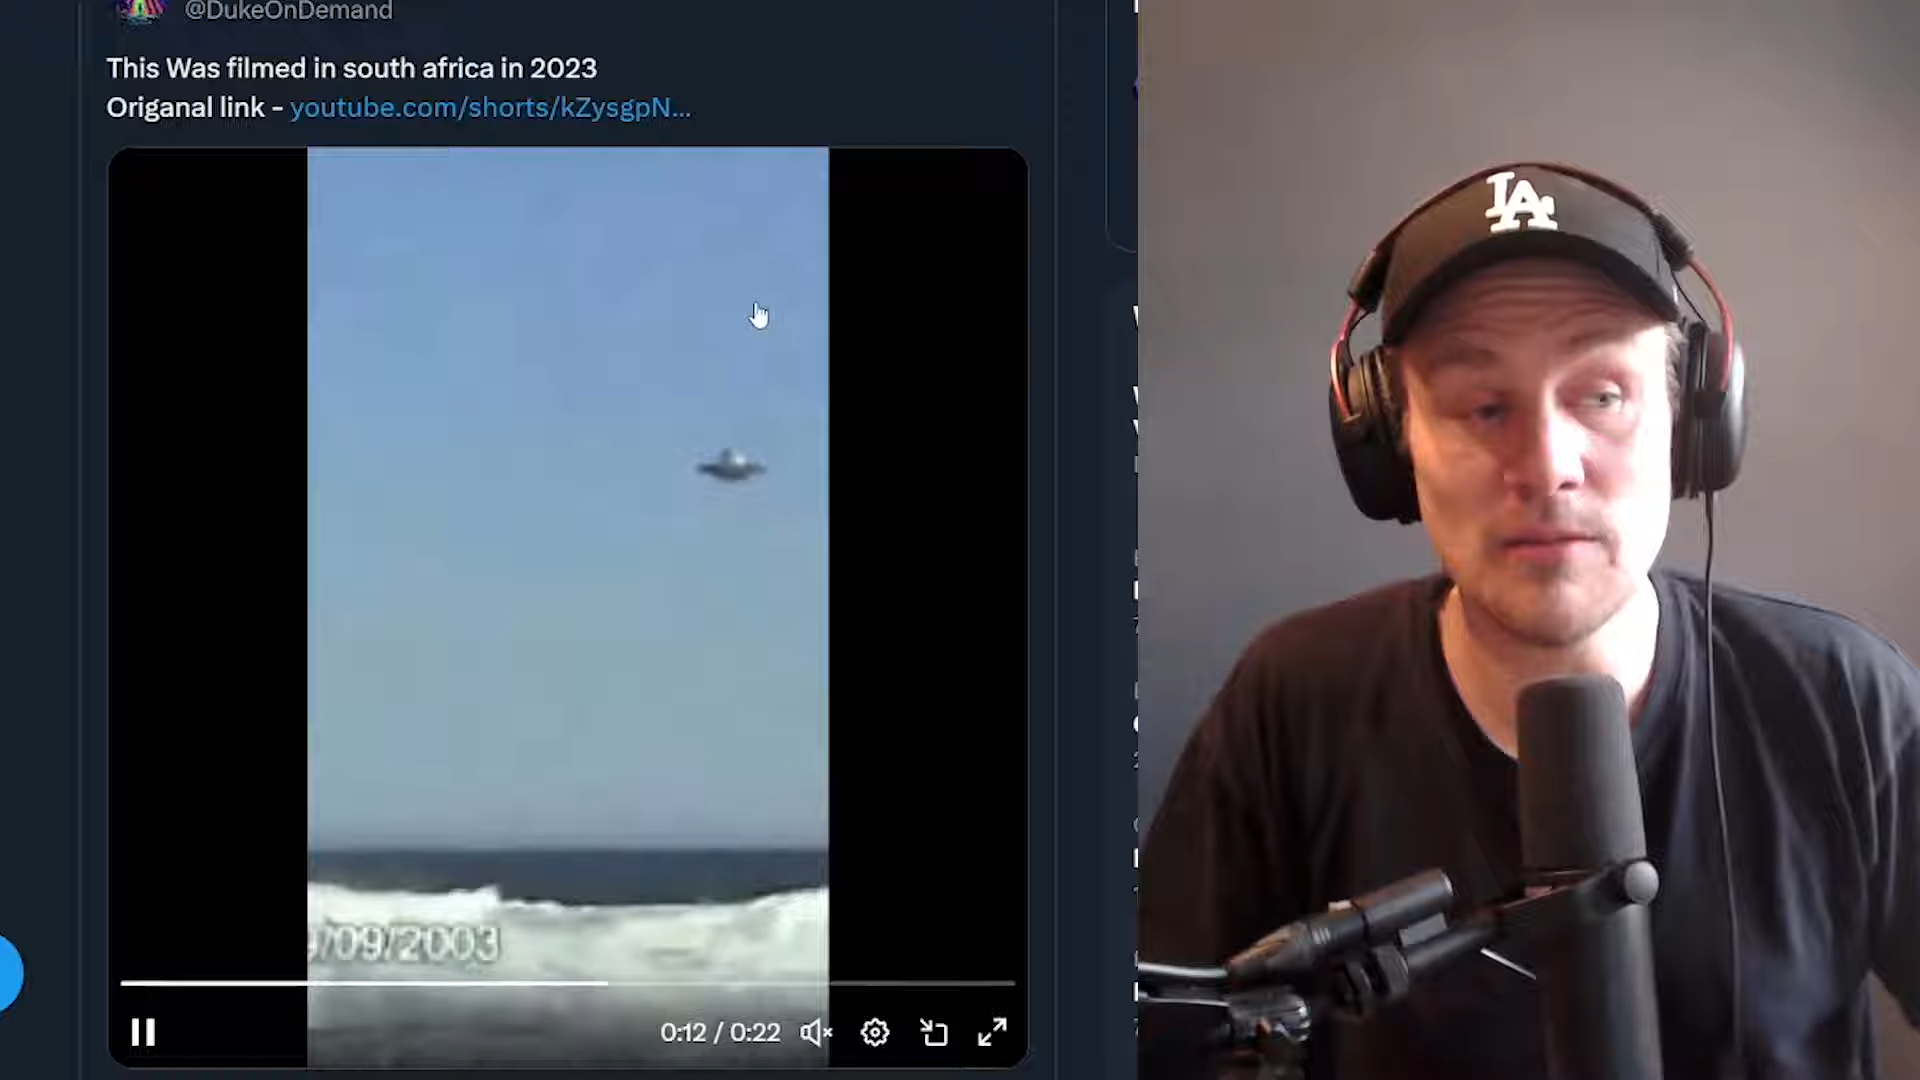 @DukeOnDemand
This Was filmed in south africa in 2023
Origanal link - youtube.com/shorts/kZysgpN...
LA
/09/2003
0:12 / 0:22